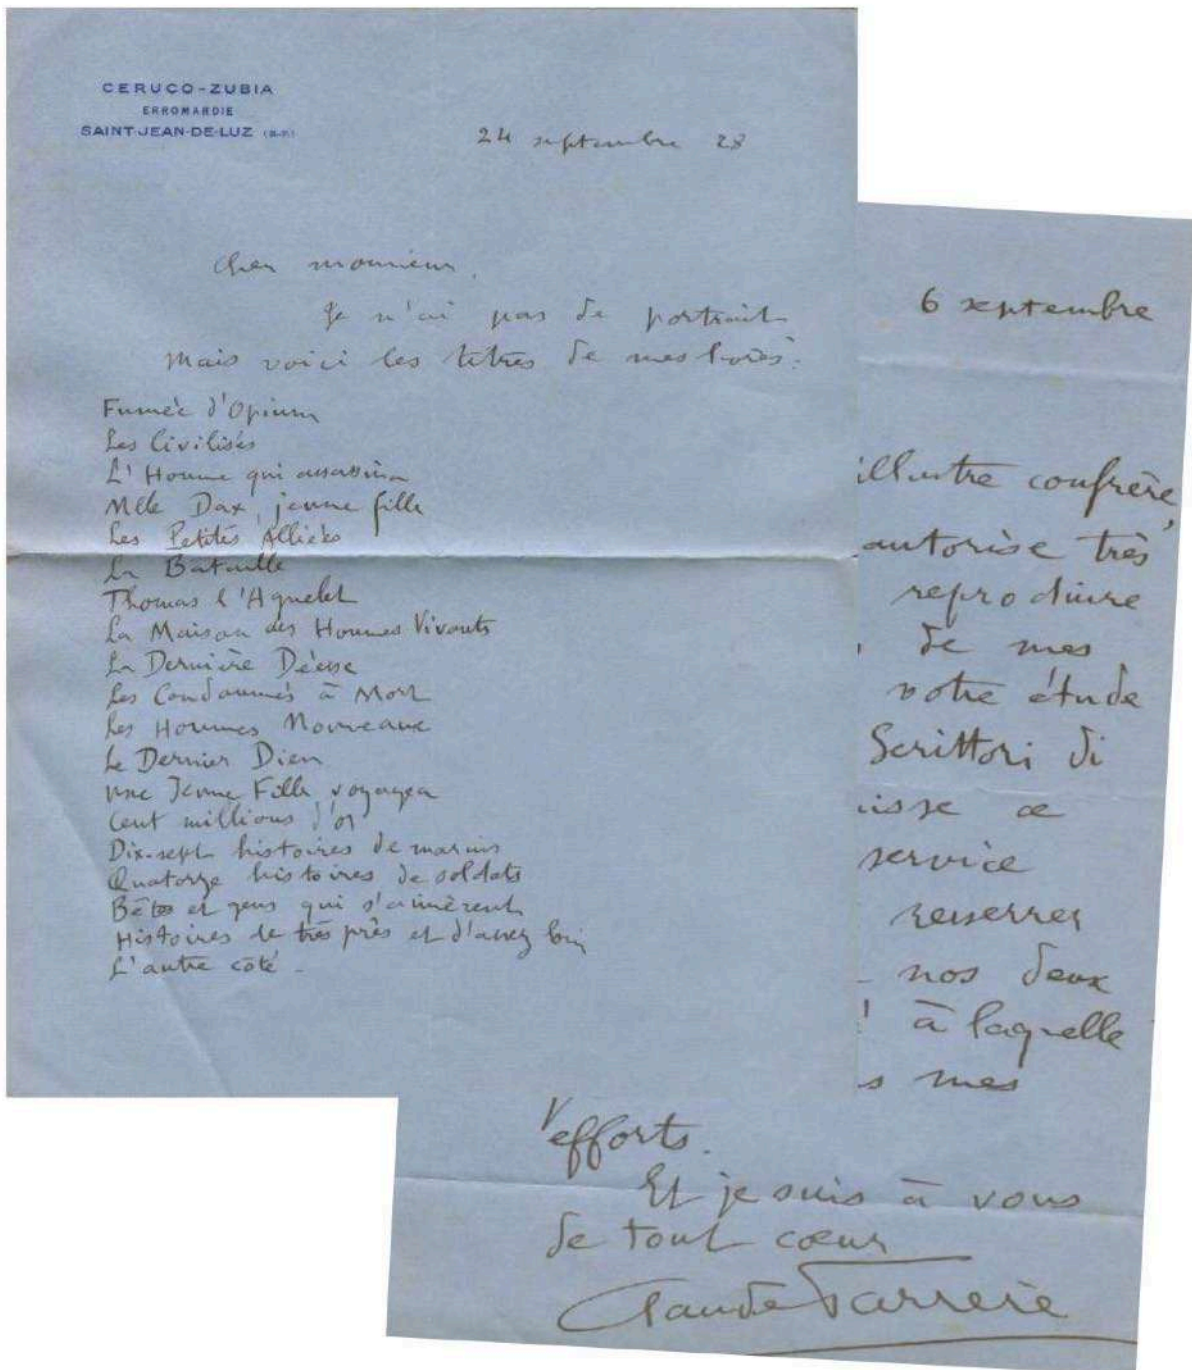 CERUCO-ZUBIA
ERROMARDIE
SAINT-JEAN-DE-LUZ (B.-P.)
24 septembre 28
Cher monsieur,
Je n'ai pas de portrait
mais voici les titres de mes livres.
Fumée d'Opium
Les Civilisés
L'Homme qui assassina
Mlle Dax, jeune fille
Les Petites Alliées
La Bataille
Thomas l'Agnelet
La Maison des Hommes Vivants
La Dernière Déesse
Les Condamnés à Mort
Les Hommes Nouveaux
Le Dernier Dieu
Une Jeune Fille voyagea
Cent millions d'or
Dix-sept histoires de marins
Quatorze histoires de soldats
Bêtes et gens qui s'aimèrent
Histoires de très près et d'assez loin
L'autre côté -
6 septembre
illustre confrère,
autorise très
reproduire
de mes
votre étude
Scrittori di
isse ce
service
resserrer
nos deux
à laquelle
s mes
efforts.
Et je suis à vous
de tout cœur
Claude Farrère